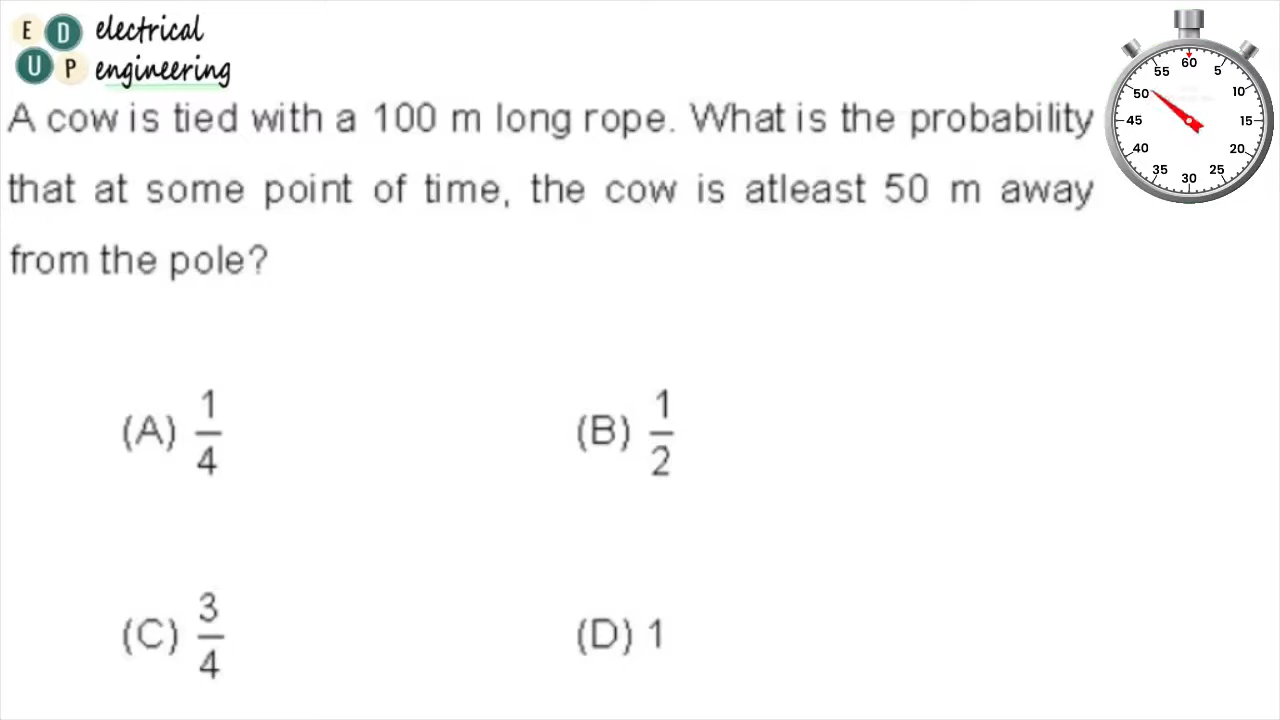 E D electrical
U P engineering
A cow is tied with a 100 m long rope. What is the probability
that at some point of time, the cow is atleast 50 m away
from the pole?
(A) 1/4 (B) 1/2
(C) 3/4 (D) 1
60
55 5
50 10
45 15
40 20
35 25
30